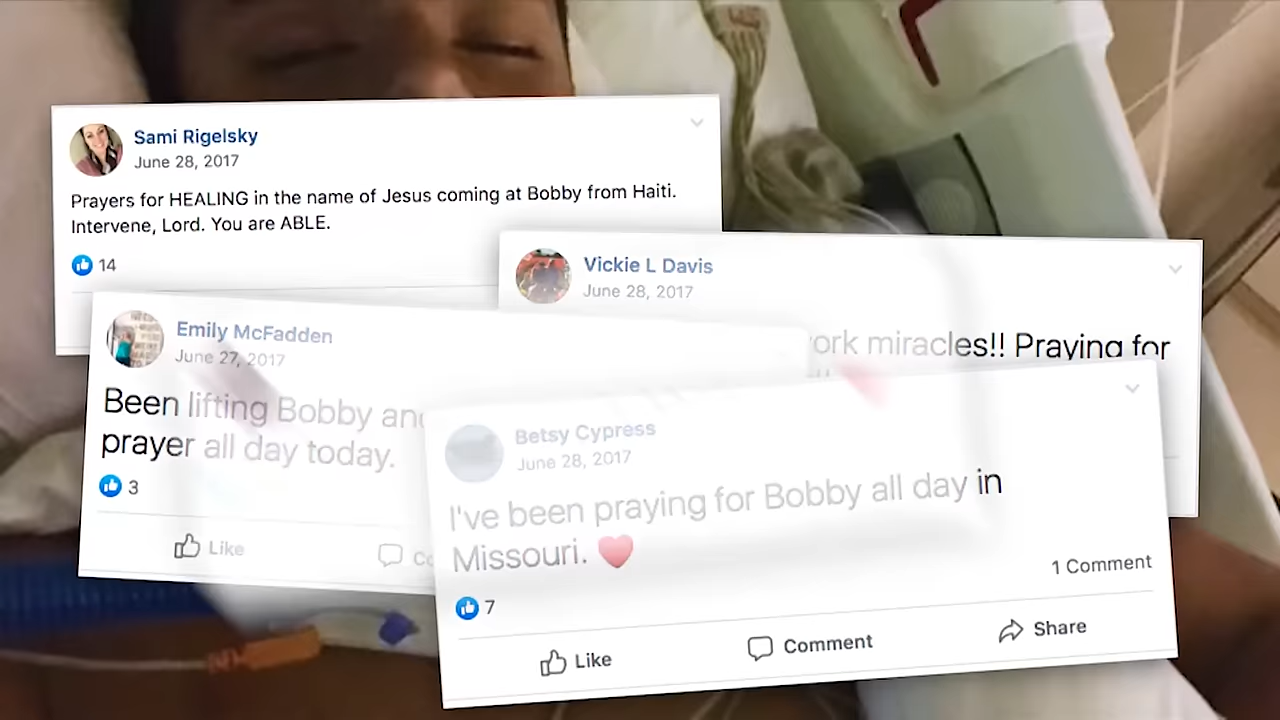 Sami Rigelsky
June 28, 2017
Prayers for HEALING in the name of Jesus coming at Bobby from Haiti.
Intervene, Lord. You are ABLE.
14
Vickie L Davis
June 28, 2017
miracles!! Praying for
Emily McFadden
June 27, 2017
Been lifting Bobby
prayer all day today.
3
Like
Betsy Cypress
June 28, 2017
I've been praying for Bobby all day in
Missouri. ❤️
1 Comment
7
Like
Comment
Share